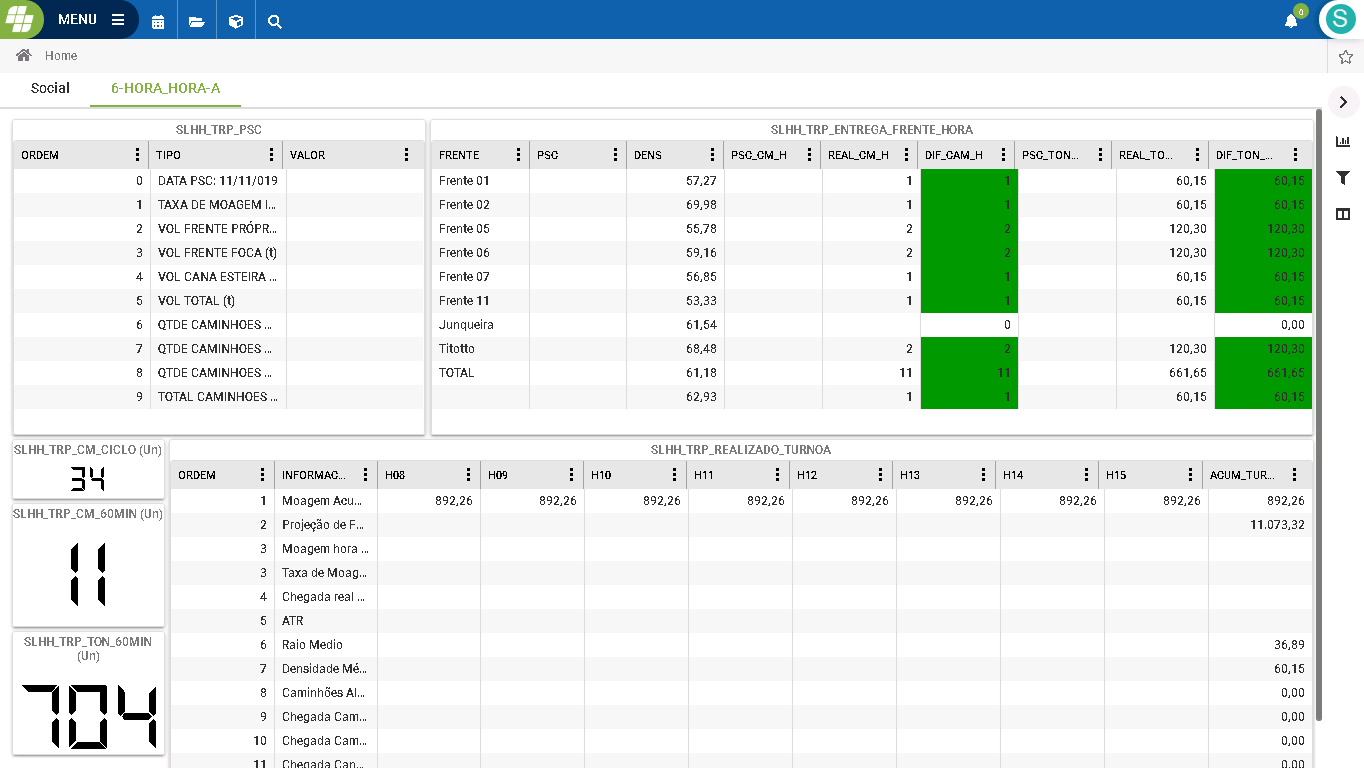 MENU
0
S
Home
Social
6-HORA_HORA-A
SLHH_TRP_PSC
ORDEM TIPO VALOR
0 DATA PSC: 11/11/019
1 TAXA DE MOAGEM I...
2 VOL FRENTE PRÓPR...
3 VOL FRENTE FOCA (t)
4 VOL CANA ESTEIRA ...
5 VOL TOTAL (t)
6 QTDE CAMINHOES ...
7 QTDE CAMINHOES ...
8 QTDE CAMINHOES ...
9 TOTAL CAMINHOES ...
SLHH_TRP_ENTREGA_FRENTE_HORA
FRENTE PSC DENS PSC_CM_H REAL_CM_H DIF_CAM_H PSC_TON... REAL_TO... DIF_TON_...
Frente 01 57,27 1 1 60,15 60,15
Frente 02 69,98 1 1 60,15 60,15
Frente 05 55,78 2 2 120,30 120,30
Frente 06 59,16 2 2 120,30 120,30
Frente 07 56,85 1 1 60,15 60,15
Frente 11 53,33 1 1 60,15 60,15
Junqueira 61,54 0 0,00
Titotto 68,48 2 2 120,30 120,30
TOTAL 61,18 11 11 661,65 661,65
62,93 1 1 60,15 60,15
SLHH_TRP_CM_CICLO (Un)
34
SLHH_TRP_CM_60MIN (Un)
11
SLHH_TRP_TON_60MIN
(Un)
704
SLHH_TRP_REALIZADO_TURNOA
ORDEM INFORMAC... H08 H09 H10 H11 H12 H13 H14 H15 ACUM_TUR...
1 Moagem Acu... 892,26 892,26 892,26 892,26 892,26 892,26 892,26 892,26 892,26
2 Projeção de F... 11.073,32
3 Moagem hora ...
3 Taxa de Moag...
4 Chegada real ...
5 ATR
6 Raio Medio 36,89
7 Densidade Mé... 60,15
8 Caminhões Al... 0,00
9 Chegada Cam... 0,00
10 Chegada Cam... 0,00
11 Chegada Can... 0,00